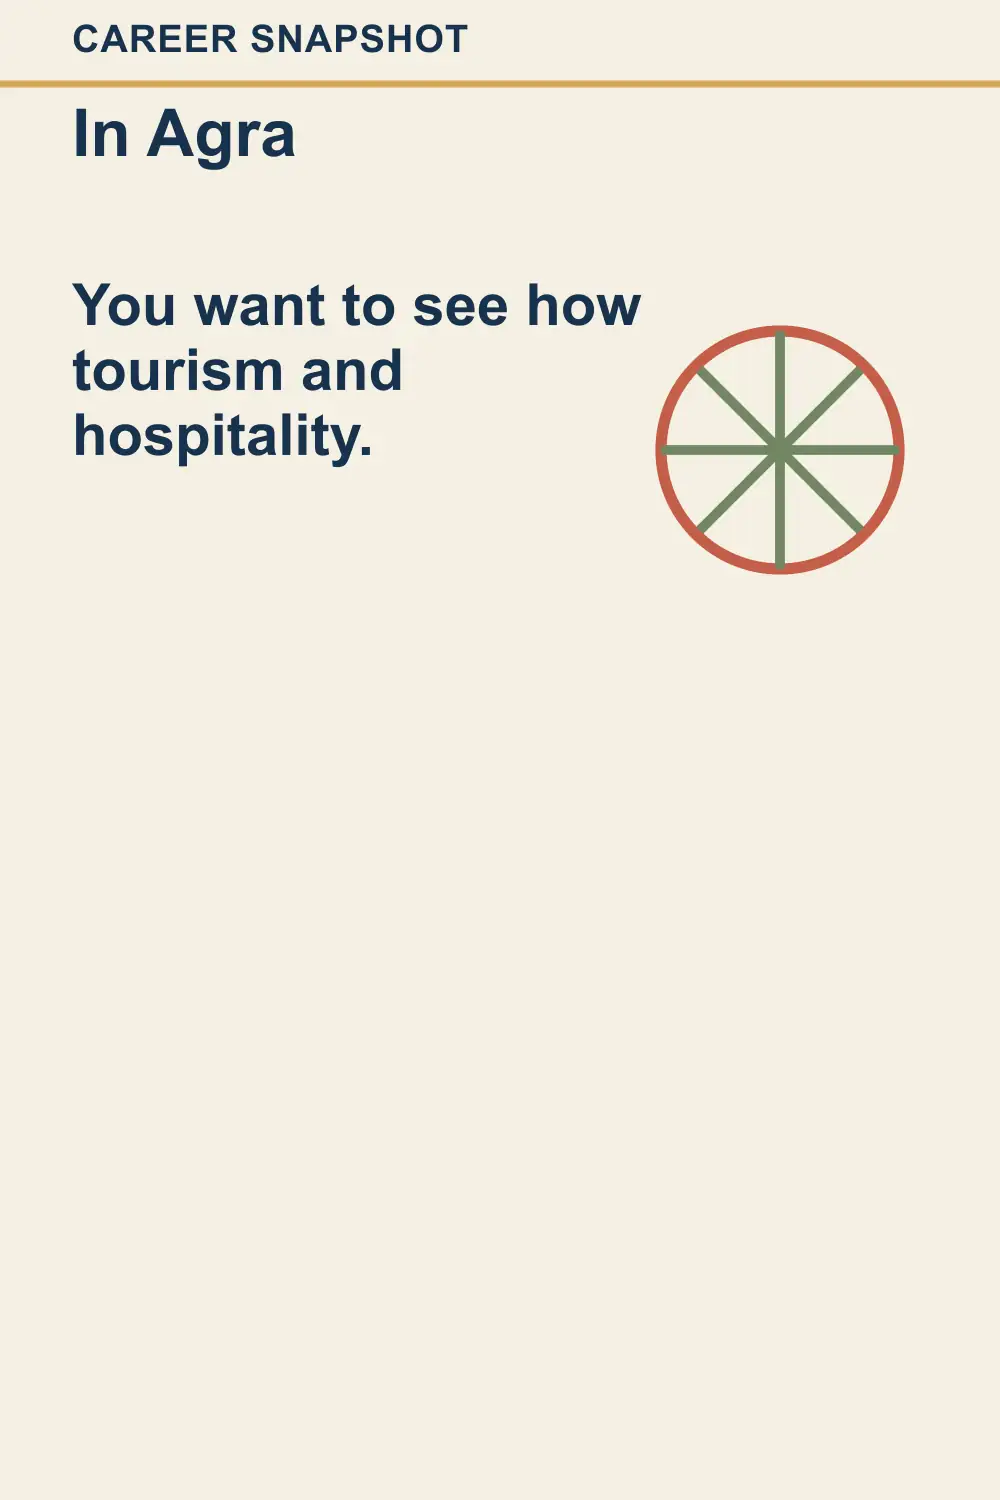 CAREER SNAPSHOT
In Agra
You want to see how
tourism and
hospitality.